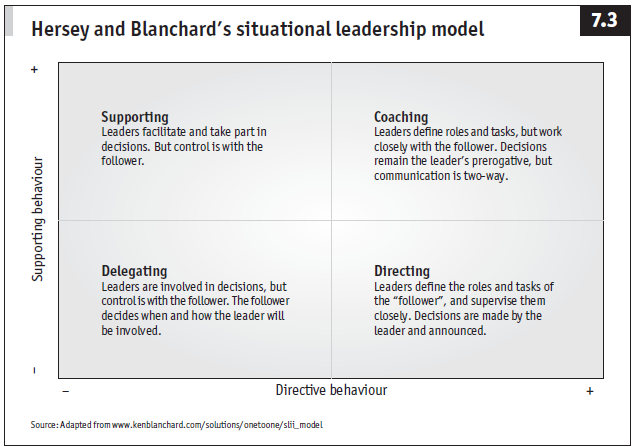 Hersey and Blanchard's situational leadership model
7.3
+
Supporting behaviour
Supporting
Leaders facilitate and take part in
decisions. But control is with the
follower.
Coaching
Leaders define roles and tasks, but work
closely with the follower. Decisions
remain the leader's prerogative, but
communication is two-way.
Delegating
Leaders are involved in decisions, but
control is with the follower. The follower
decides when and how the leader will
be involved.
Directing
Leaders define the roles and tasks of
the “follower”, and supervise them
closely. Decisions are made by the
leader and announced.
–
–
Directive behaviour
+
Source: Adapted from www.kenblanchard.com/solutions/onetoone/slii_model